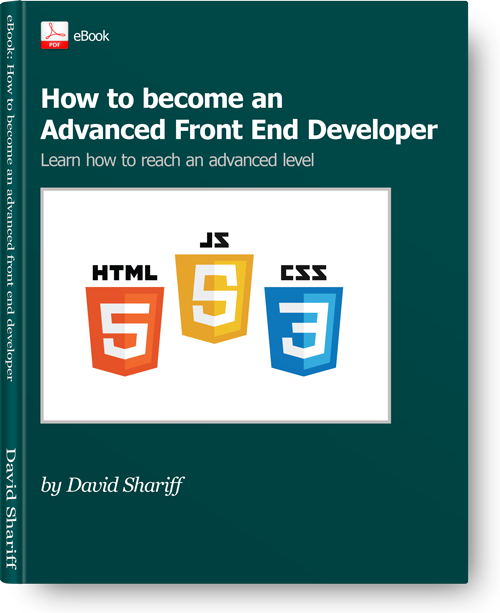 eBook: How to become an advanced front end developer
David Shariff
PDF
eBook
How to become an
Advanced Front End Developer
Learn how to reach an advanced level
JS
HTML
CSS
5
5
3
by David Shariff